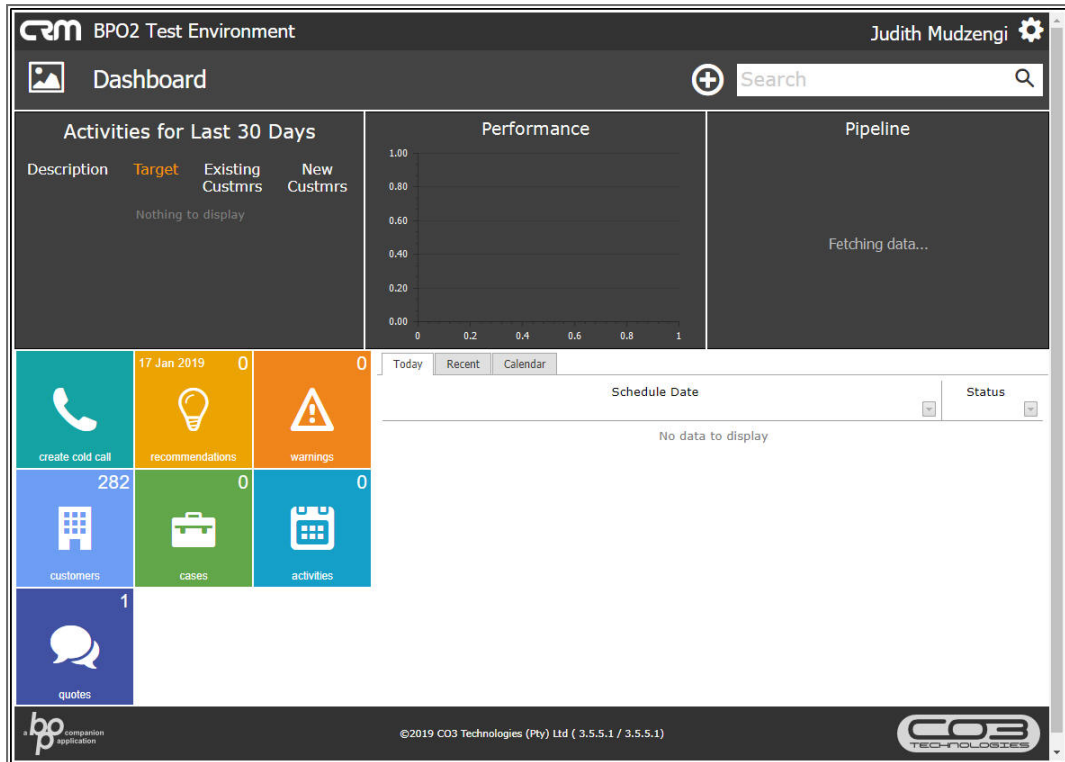 CRM BPO2 Test Environment
Judith Mudzengi
Dashboard
Search
Activities for Last 30 Days
Description Target Existing Custmrs New Custmrs
Nothing to display
Performance
1.00
0.80
0.60
0.40
0.20
0.00
0 0.2 0.4 0.6 0.8 1
Pipeline
Fetching data...
create cold call
17 Jan 2019 0
recommendations
0
warnings
282
customers
0
cases
0
activities
1
quotes
Today Recent Calendar
Schedule Date Status
No data to display
a bpo companion
application
©2019 CO3 Technologies (Pty) Ltd ( 3.5.5.1 / 3.5.5.1)
CO3
TECHNOLOGIES